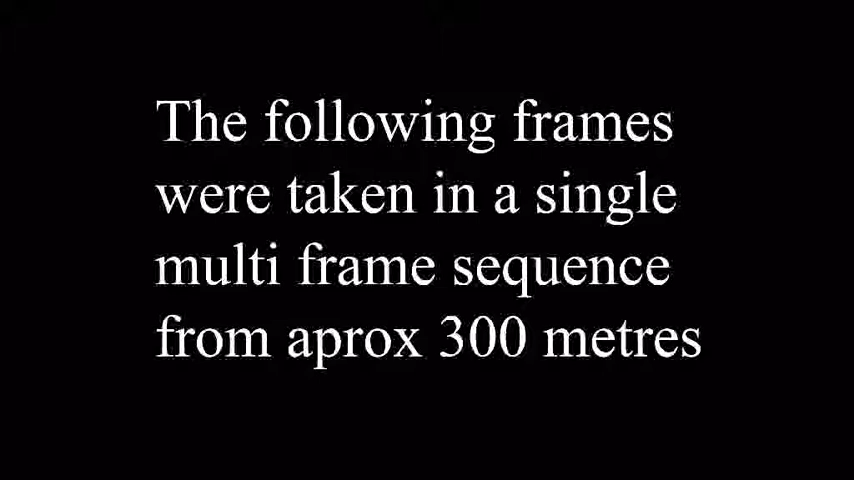 The following frames
were taken in a single
multi frame sequence
from aprox 300 metres